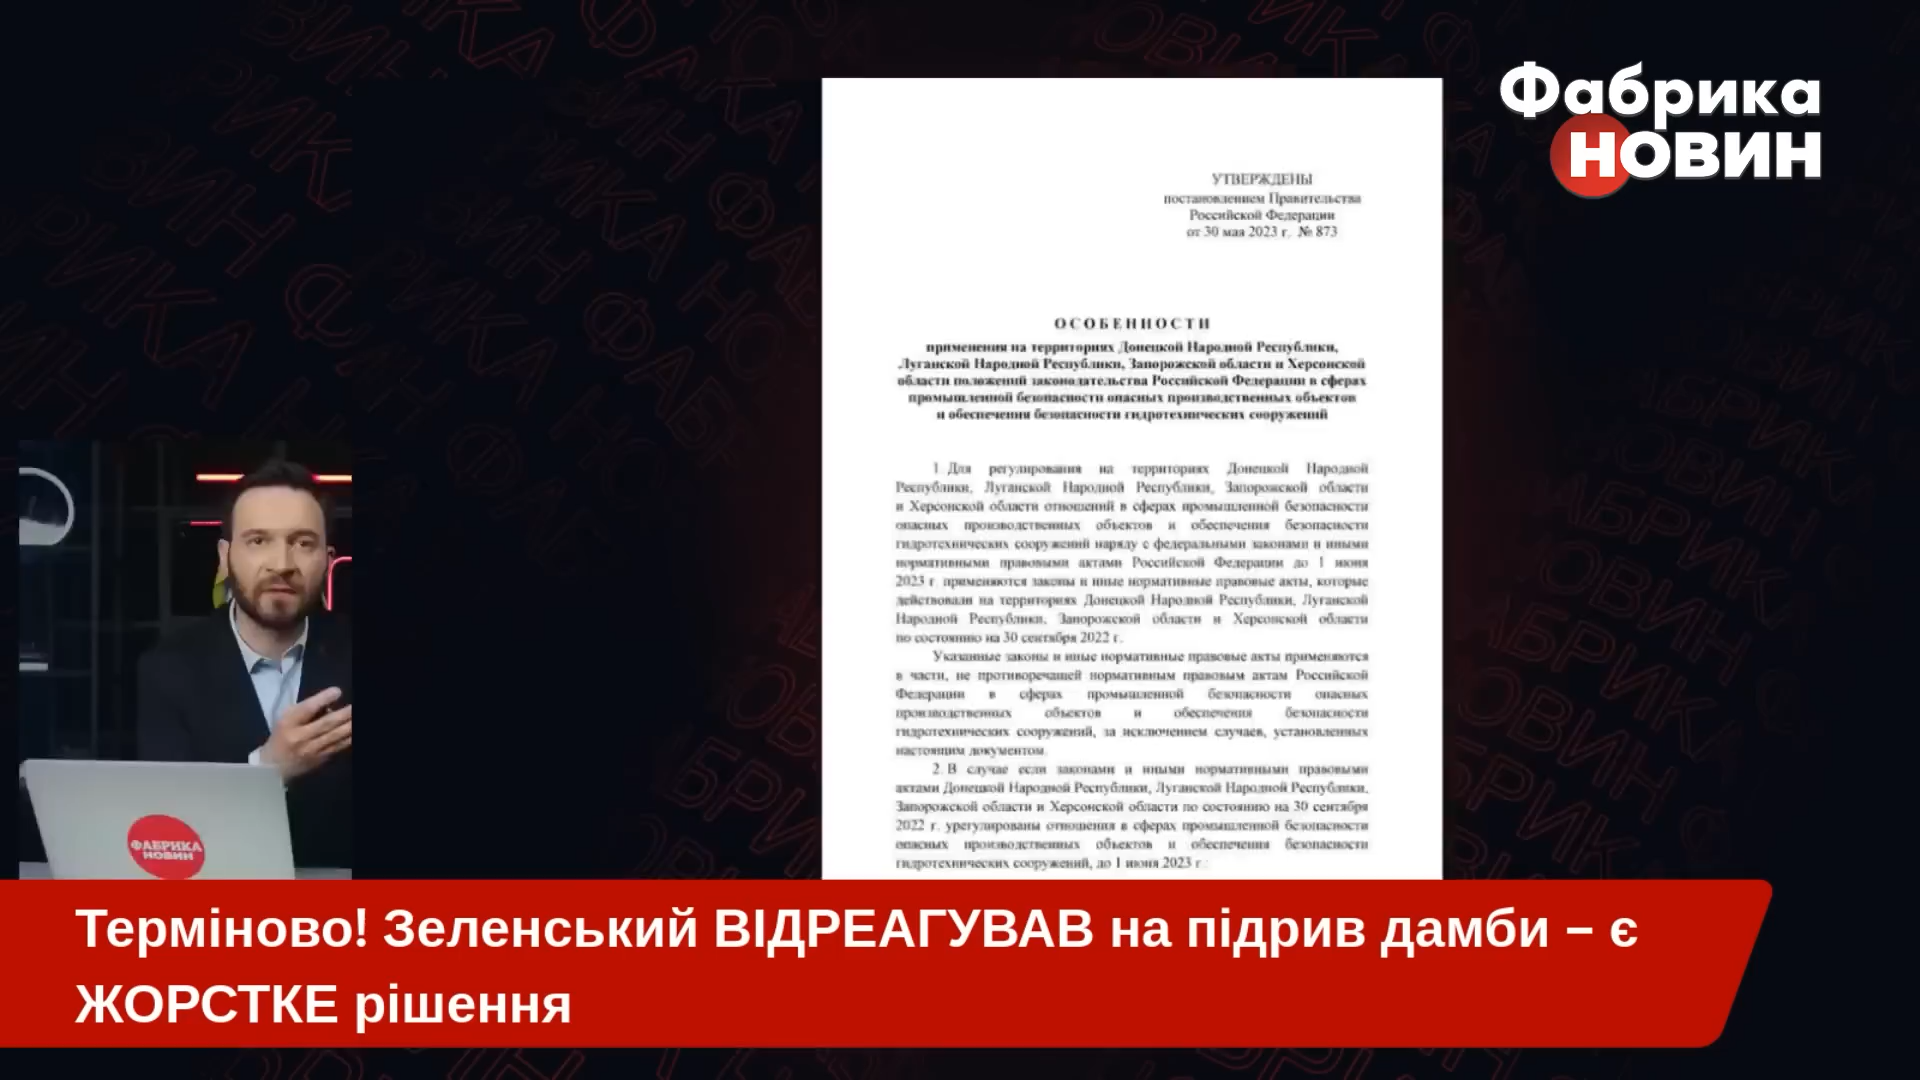 Фабрика
НОВИН
УТВЕРЖДЕНЫ
постановлением Правительства
Российской Федерации
от 30 мая 2023 г. № 873
ОСОБЕННОСТИ
применения на территориях Донецкой Народной Республики,
Луганской Народной Республики, Запорожской области и Херсонской
области положений законодательства Российской Федерации в сферах
промышленной безопасности опасных производственных объектов
и обеспечения безопасности гидротехнических сооружений
1. Для регулирования на территориях Донецкой Народной
Республики, Луганской Народной Республики, Запорожской области
и Херсонской области отношений в сферах промышленной безопасности
опасных производственных объектов и обеспечения безопасности
гидротехнических сооружений наряду с федеральными законами и иными
нормативными правовыми актами Российской Федерации до 1 июня
2023 г. применяются законы и иные нормативные правовые акты, которые
действовали на территориях Донецкой Народной Республики, Луганской
Народной Республики, Запорожской области и Херсонской области
по состоянию на 30 сентября 2022 г.
Указанные законы и иные нормативные правовые акты применяются
в части, не противоречащей нормативным правовым актам Российской
Федерации в сферах промышленной безопасности опасных
производственных объектов и обеспечения безопасности
гидротехнических сооружений, за исключением случаев, установленных
настоящим документом.
2. В случае если законами и иными нормативными правовыми
актами Донецкой Народной Республики, Луганской Народной Республики,
Запорожской области и Херсонской области по состоянию на 30 сентября
2022 г. урегулированы отношения в сферах промышленной безопасности
опасных производственных объектов и обеспечения безопасности
гидротехнических сооружений, до 1 июня 2023 г.:
ФАБРИКА
НОВИН
Терміново! Зеленський ВІДРЕАГУВАВ на підрив дамби – є
ЖОРСТКЕ рішення